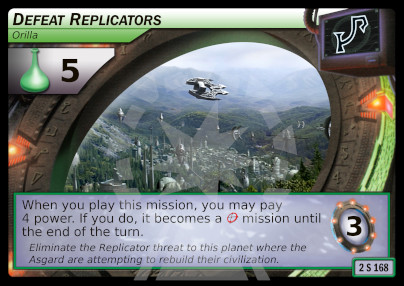 DEFEAT REPLICATORS
Orilla
5
When you play this mission, you may pay
4 power. If you do, it becomes a mission until
the end of the turn.
3
Eliminate the Replicator threat to this planet where the
Asgard are attempting to rebuild their civilization.
2 S 168